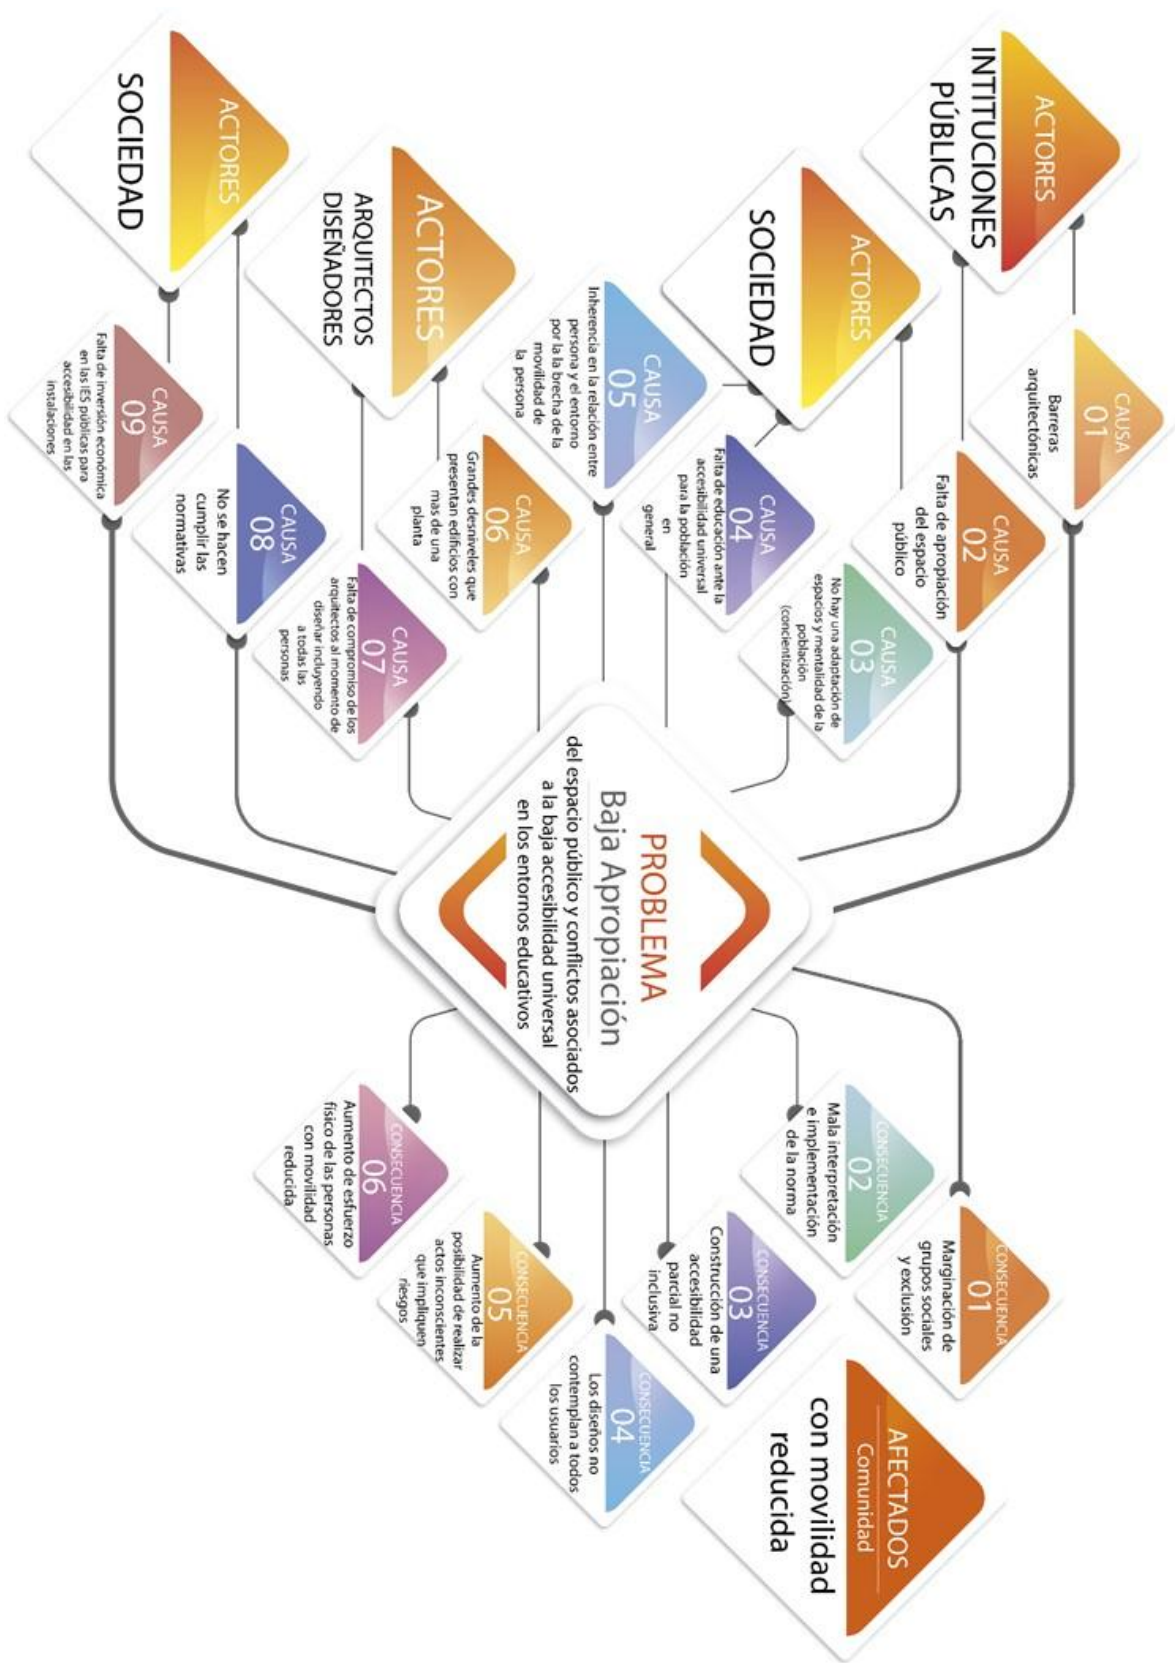 ACTORES
INTITUCIONES
PÚBLICAS
ACTORES
SOCIEDAD
ACTORES
ARQUITECTOS
DISEÑADORES
ACTORES
SOCIEDAD
CAUSA
01
Barreras
arquitectónicas
CAUSA
02
Falta de apropiación
del espacio
público
CAUSA
03
No hay una adaptación de
espacios y mentalidad de la
población
(concientización)
CAUSA
04
Falta de educación ante la
accesibilidad universal
para la población
en
general
CAUSA
05
Inherencia en la relación entre
persona y el entorno
por la la brecha de la
movilidad de
la persona
CAUSA
06
Grandes desniveles que
presentan edificios con
mas de una
planta
CAUSA
07
Falta de compromiso de los
arquitectos al momento de
diseñar incluyendo
a todas las
personas
CAUSA
08
No se hacen
cumplir las
normativas
CAUSA
09
Falta de inversión económica
en las IES públicas para
accesibilidad en las
instalaciones
PROBLEMA
Baja Apropiación
del espacio público y conflictos asociados
a la baja accesibilidad universal
en los entornos educativos
CONSECUENCIA
01
Marginación de
grupos sociales
y exclusión
CONSECUENCIA
02
Mala interpretación
e implementación
de la norma
CONSECUENCIA
03
Construcción de una
accesibilidad
parcial no
inclusiva
CONSECUENCIA
04
Los diseños no
contemplan a todos
los usuarios
CONSECUENCIA
05
Aumento de la
posibilidad de realizar
actos inconscientes
que impliquen
riesgos
CONSECUENCIA
06
Aumento de esfuerzo
físico de las personas
con movilidad
reducida
AFECTADOS
Comunidad
con movilidad
reducida